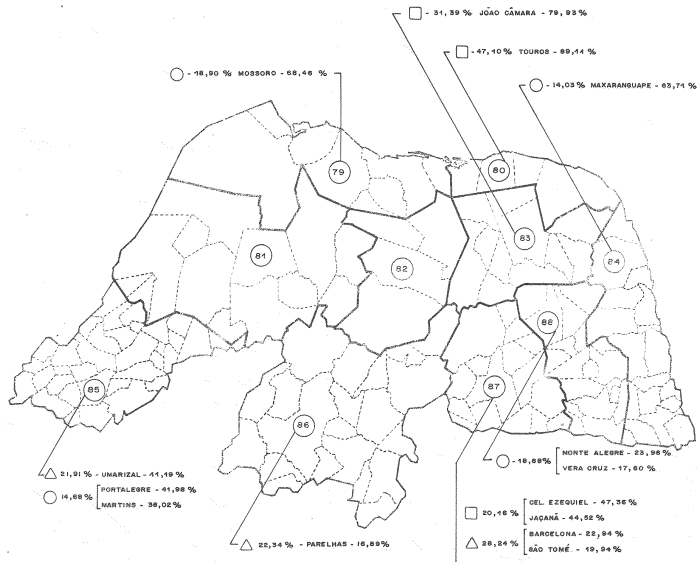 - 31,39 % JOÃO CÂMARA - 79,93 %
- 47,10 % TOUROS - 89,14 %
- 18,90 % MOSSORO - 68,46 %
- 14,03 % MAXARANGUAPE - 63,71 %
79
80
83
81
82
84
88
85
87
86
21,91 % - UMARIZAL - 41,19 %
14,68 % PORTALEGRE - 41,98 %
MARTINS - 38,02 %
22,34 % - PARELHAS - 16,89 %
- 18,68 % MONTE ALEGRE - 23,96 %
VERA CRUZ - 17,60 %
20,16 % CEL. EZEQUIEL - 47,36 %
JAÇANÃ - 44,52 %
28,24 % BARCELONA - 22,94 %
SÃO TOMÉ - 19,94 %